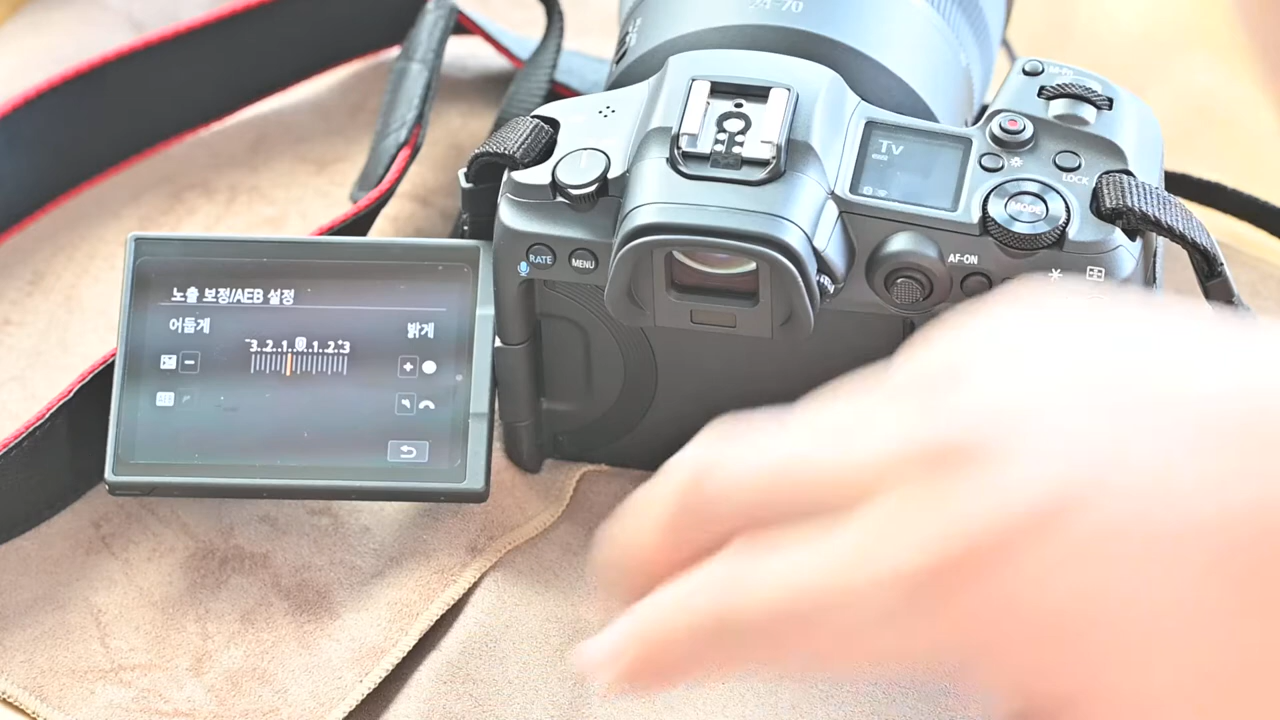 24-70
Tv
LOCK
MODE
AF-ON
RATE
MENU
노출 보정/AEB 설정
어둡게
밝게
3..2..1..0..1..2..3